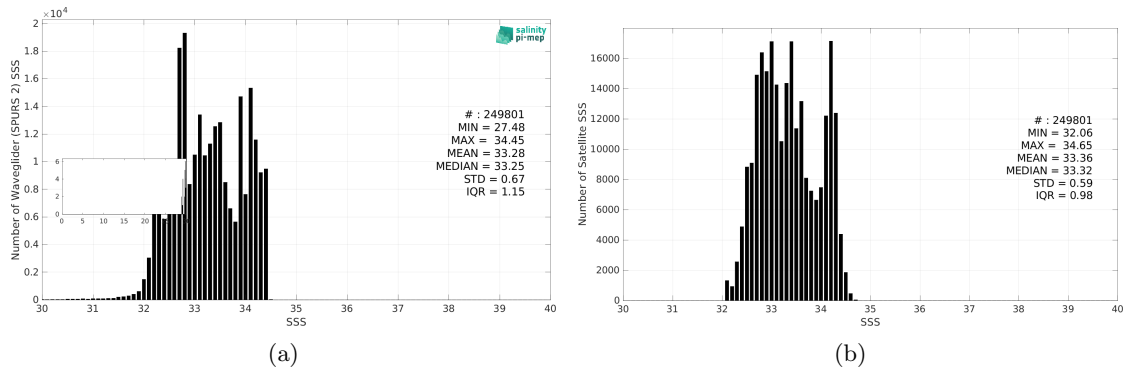 ×10⁴
2
1.8
1.6
1.4
1.2
1
0.8
0.6
0.4
0.2
0
Number of Waveglider (SPURS 2) SSS
salinity
pi-mep
# : 249801
MIN = 27.48
MAX = 34.45
MEAN = 33.28
MEDIAN = 33.25
STD = 0.67
IQR = 1.15
6
4
2
0
0 5 10 15 20
30 31 32 33 34 35 36 37 38 39 40
SSS
(a)
16000
14000
12000
10000
8000
6000
4000
2000
0
Number of Satellite SSS
# : 249801
MIN = 32.06
MAX = 34.65
MEAN = 33.36
MEDIAN = 33.32
STD = 0.59
IQR = 0.98
30 31 32 33 34 35 36 37 38 39 40
SSS
(b)